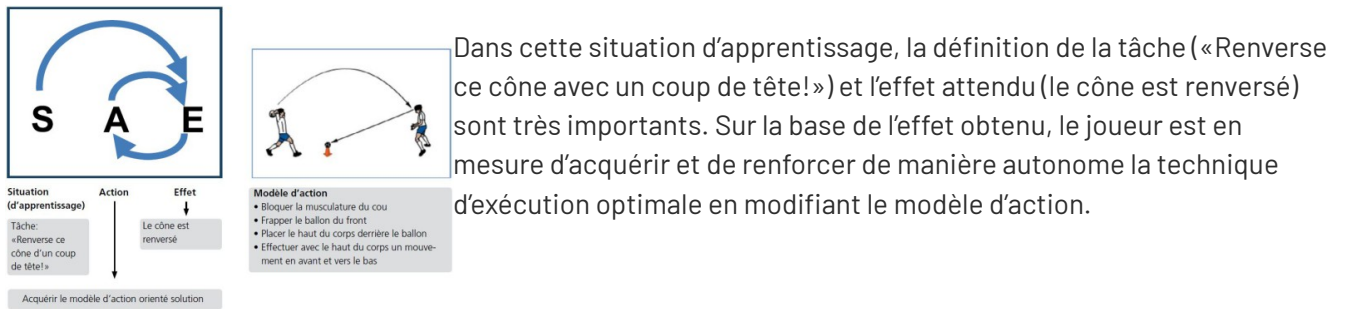 S A E
Situation
(d'apprentissage)
Action
Effet
Tâche:
«Renverse ce
cône d'un coup
de tête!»
Le cône est
renversé
Acquérir le modèle d'action orienté solution
Modèle d'action
• Bloquer la musculature du cou
• Frapper le ballon du front
• Placer le haut du corps derrière le ballon
• Effectuer avec le haut du corps un mouve-
ment en avant et vers le bas
Dans cette situation d’apprentissage, la définition de la tâche («Renverse
ce cône avec un coup de tête!») et l’effet attendu (le cône est renversé)
sont très importants. Sur la base de l’effet obtenu, le joueur est en
mesure d’acquérir et de renforcer de manière autonome la technique
d’exécution optimale en modifiant le modèle d’action.